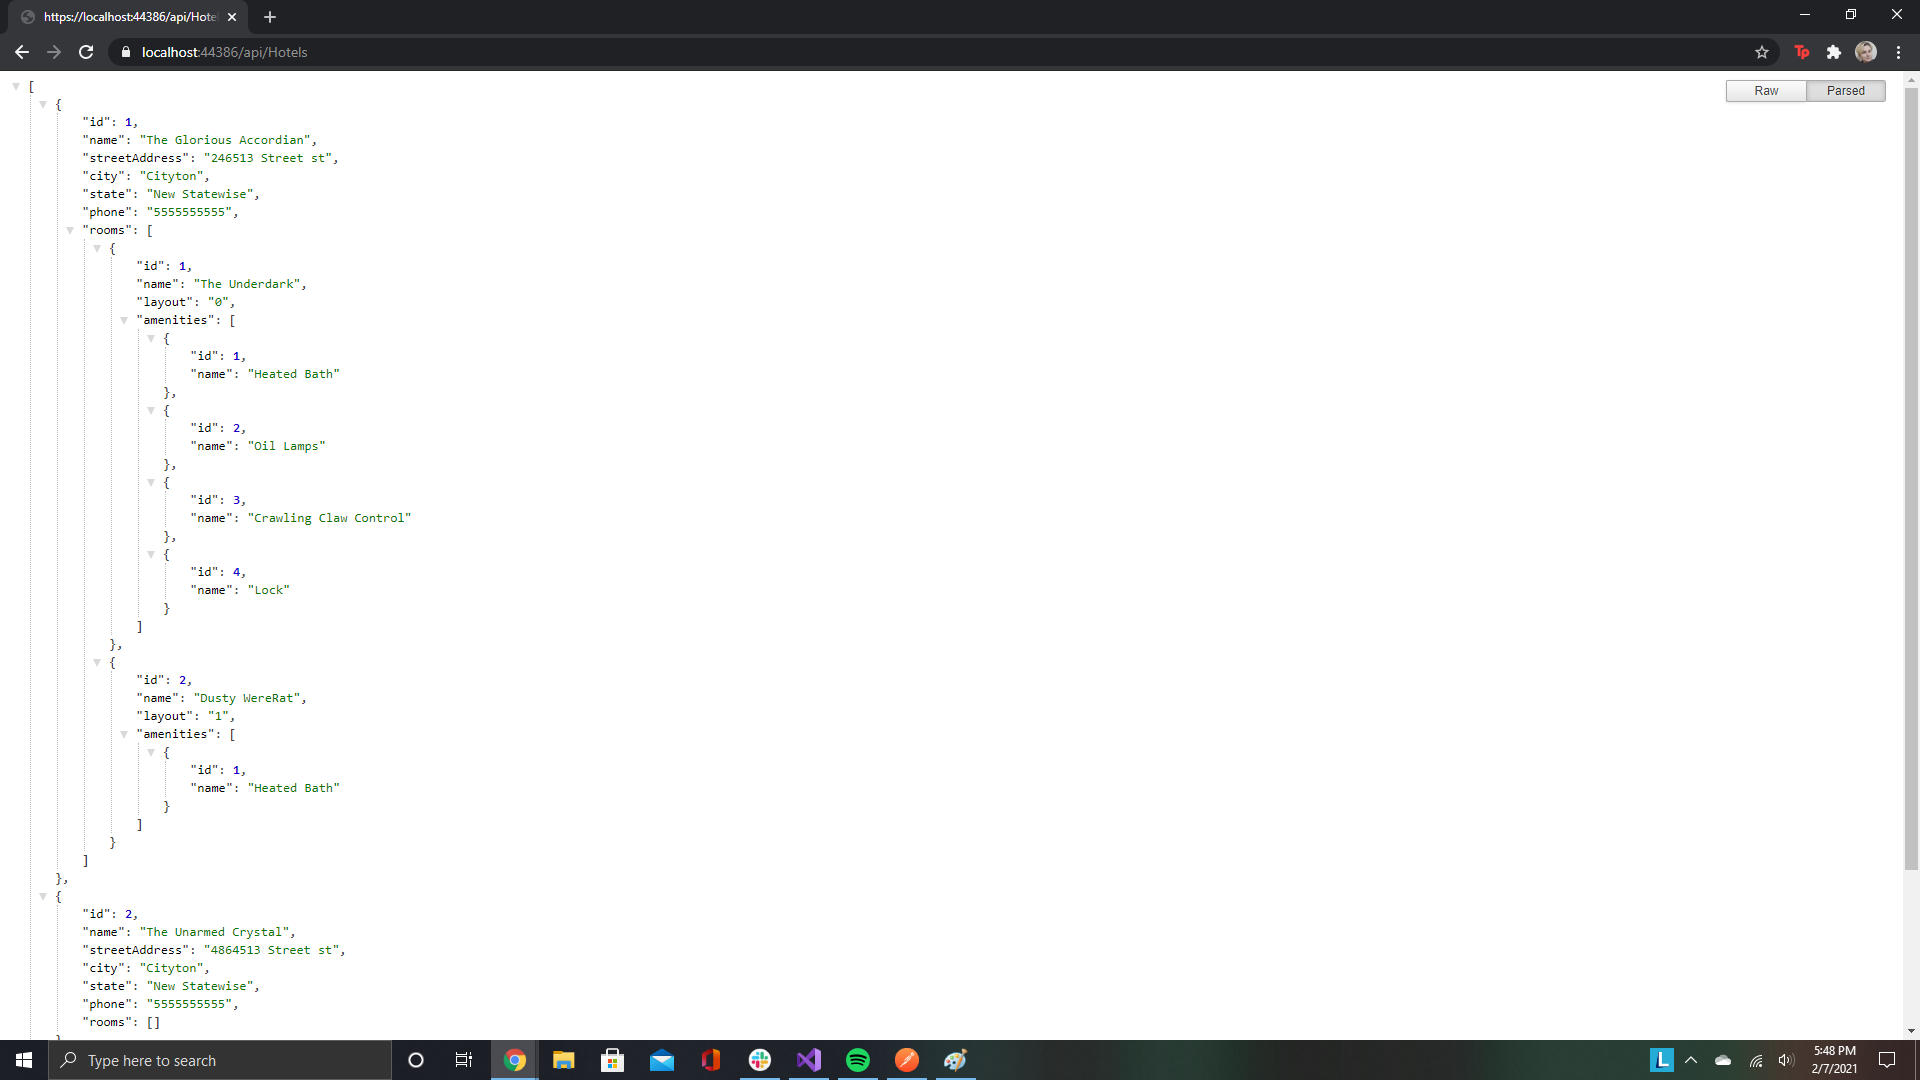 https://localhost:44386/api/Hote
localhost:44386/api/Hotels
Tp
Raw
Parsed
[
{
"id": 1,
"name": "The Glorious Accordian",
"streetAddress": "246513 Street st",
"city": "Cityton",
"state": "New Statewise",
"phone": "5555555555",
"rooms": [
{
"id": 1,
"name": "The Underdark",
"layout": "0",
"amenities": [
{
"id": 1,
"name": "Heated Bath"
},
{
"id": 2,
"name": "Oil Lamps"
},
{
"id": 3,
"name": "Crawling Claw Control"
},
{
"id": 4,
"name": "Lock"
}
]
},
{
"id": 2,
"name": "Dusty WereRat",
"layout": "1",
"amenities": [
{
"id": 1,
"name": "Heated Bath"
}
]
}
]
},
{
"id": 2,
"name": "The Unarmed Crystal",
"streetAddress": "4864513 Street st",
"city": "Cityton",
"state": "New Statewise",
"phone": "5555555555",
"rooms": []
Type here to search
L
5:48 PM
2/7/2021